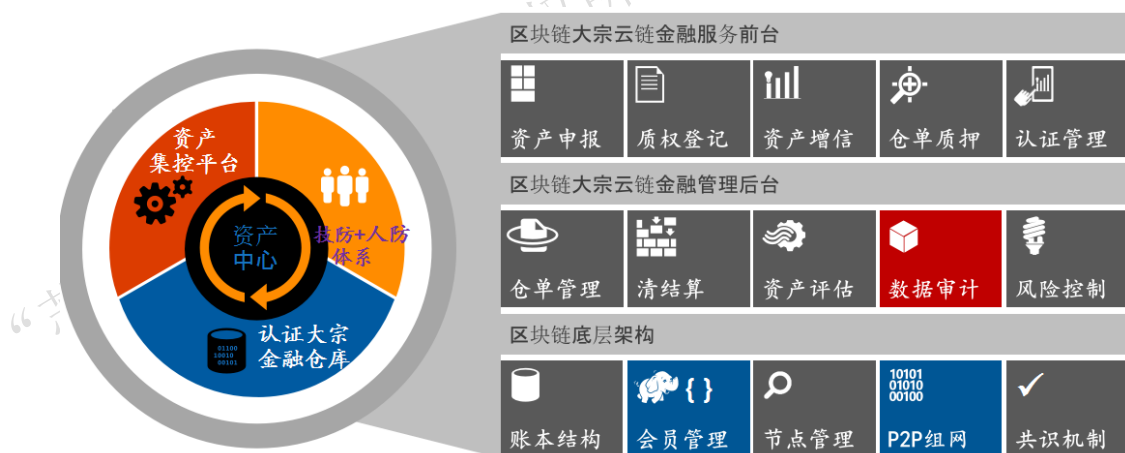 资产
集控平台
技防+人防
体系
资产
中心
认证大宗
金融仓库
01100
10010
00101
区块链大宗云链金融服务前台
资产申报 质权登记 资产增信 仓单质押 认证管理
区块链大宗云链金融管理后台
仓单管理 清结算 资产评估 数据审计 风险控制
区块链底层架构
{ }
10101
01010
00100
账本结构 会员管理 节点管理 P2P组网 共识机制